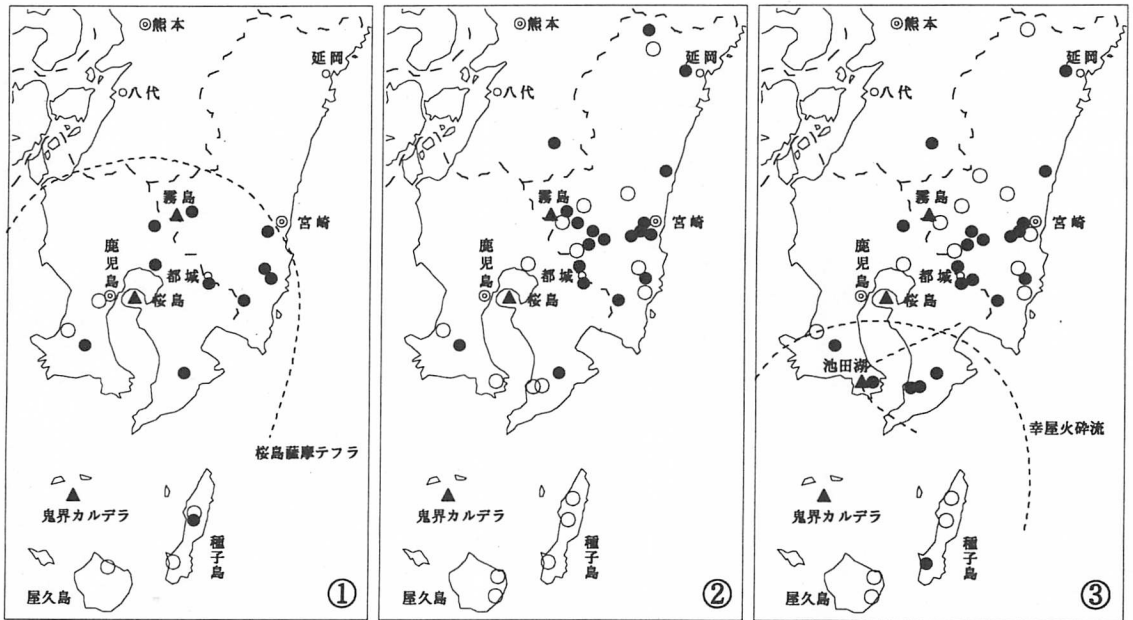 ◎熊本
延岡
八代
霧島
宮崎
鹿児島
都城
桜島
桜島薩摩テフラ
鬼界カルデラ
種子島
屋久島
①
◎熊本
延岡
八代
霧島
宮崎
鹿児島
都城
桜島
鬼界カルデラ
種子島
屋久島
②
◎熊本
延岡
八代
霧島
宮崎
鹿児島
都城
桜島
池田湖
幸屋火砕流
鬼界カルデラ
種子島
屋久島
③